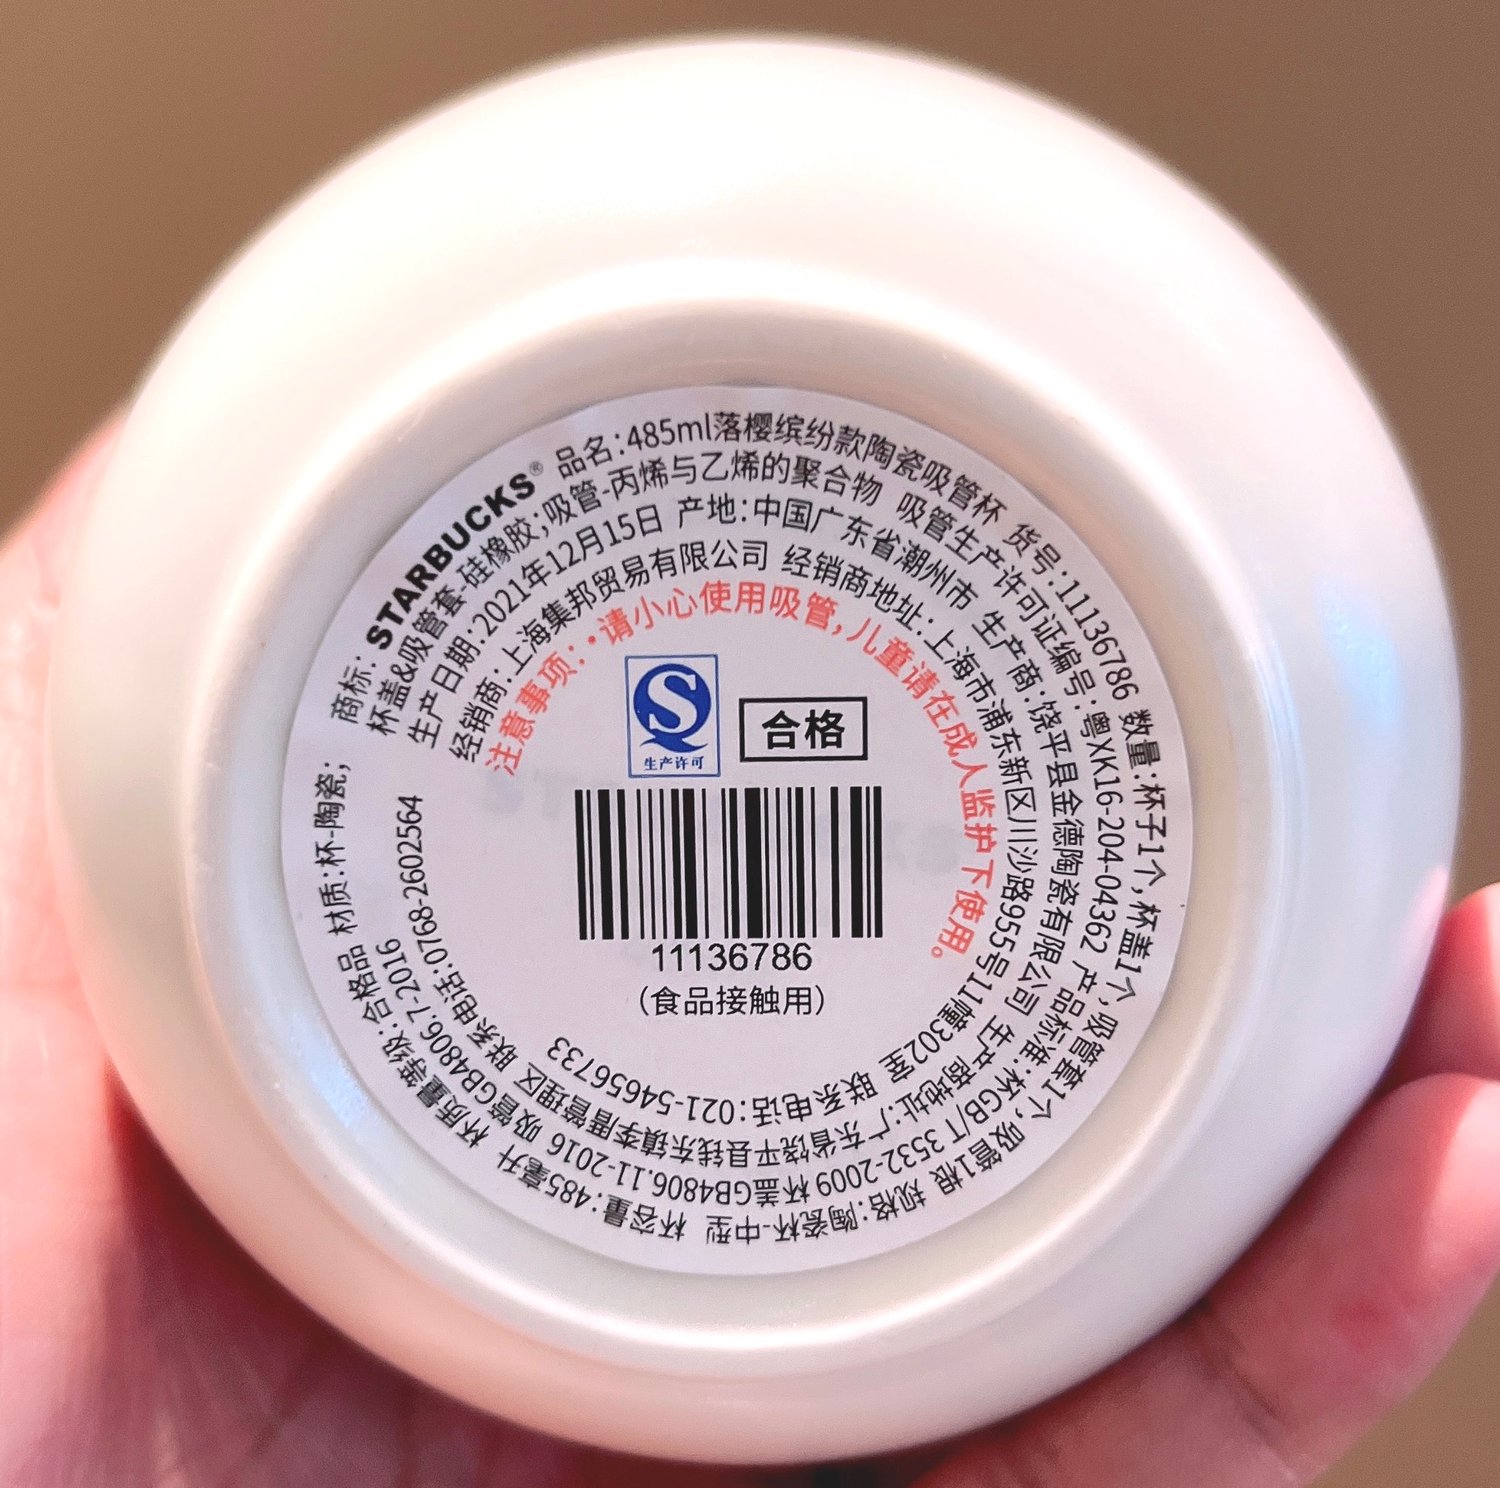 商标：STARBUCKS® 品名：485ml落樱缤纷款陶瓷吸管杯 货号：11136786 数量：杯子1个，杯盖1个，吸管套1个，吸管1根 规格：陶瓷杯-中型 杯容量：485毫升 杯质量等级：合格品 材质：杯-陶瓷；
杯盖&吸管套-硅橡胶；吸管-丙烯与乙烯的聚合物 吸管生产许可证编号：粤XK16-204-04362 产品标准：杯GB/T 3532-2009 杯盖GB4806.11-2016 吸管GB4806.7-2016
生产日期：2021年12月15日 产地：中国广东省潮州市 生产商：饶平县金德陶瓷有限公司 生产商地址：广东省饶平县钱东镇李厝管理区 联系电话：0768-2602564
经销商：上海集邦贸易有限公司 经销商地址：上海市浦东新区川沙路955号11幢302室 联系电话：021-54656733
注意事项：·请小心使用吸管，儿童请在成人监护下使用。
生产许可
合格
11136786
（食品接触用）